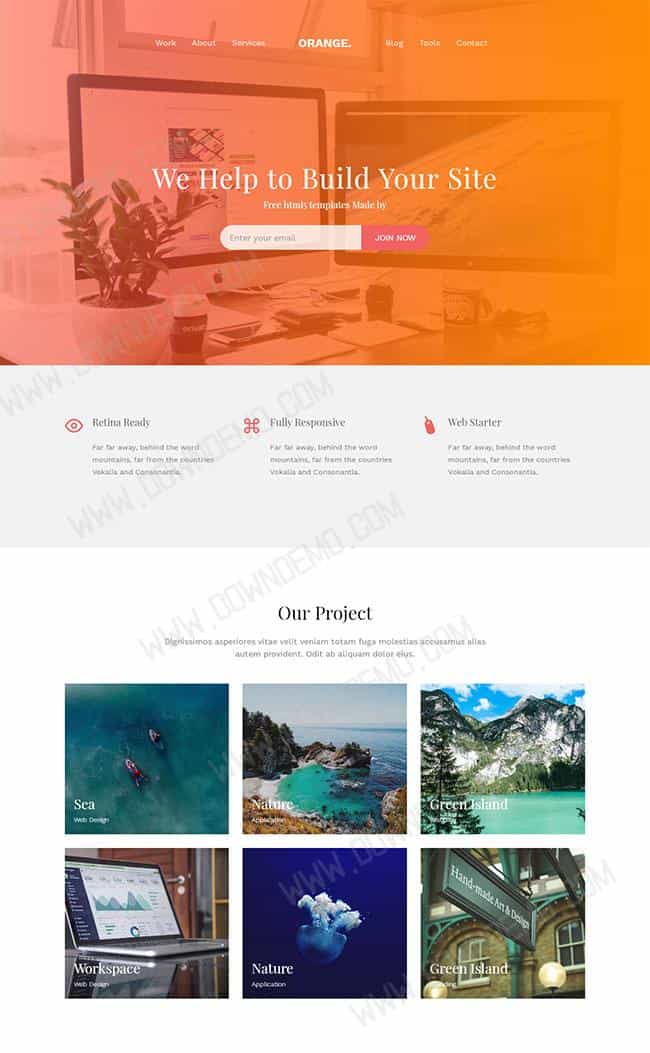 Work About Services ORANGE. Blog Tools Contact
We Help to Build Your Site
Free html5 templates Made by
Enter your email JOIN NOW
Retina Ready
Far far away, behind the word
mountains, far from the countries
Vokalia and Consonantia.
Fully Responsive
Far far away, behind the word
mountains, far from the countries
Vokalia and Consonantia.
Web Starter
Far far away, behind the word
mountains, far from the countries
Vokalia and Consonantia.
Our Project
Dignissimos asperiores vitae velit veniam totam fuga molestias accusamus alias
autem provident. Odit ab aliquam dolor eius.
Sea
Web Design
Nature
Application
Green Island
Workspace
Web Design
Nature
Application
Hand-made Art & Design
Green Island
WWW.DOWNDEMO.COM
WWW.DOWNDEMO.COM
WWW.DOWNDEMO.COM